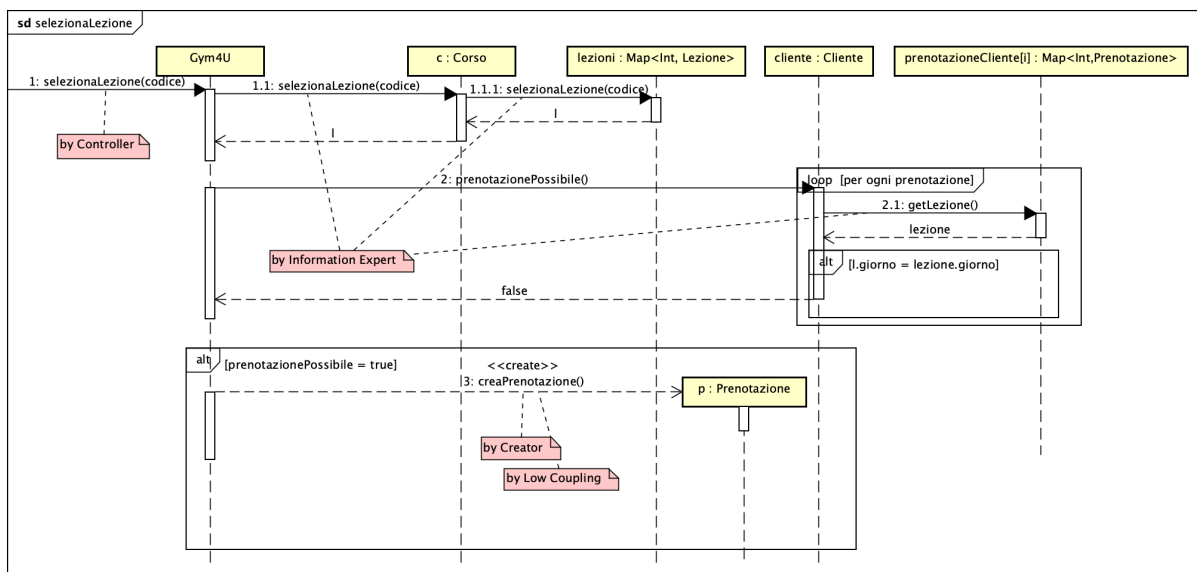 sd selezionaLezione
Gym4U
c : Corso
lezioni : Map<Int, Lezione>
cliente : Cliente
prenotazioneCliente[i] : Map<Int,Prenotazione>
1: selezionaLezione(codice)
1.1: selezionaLezione(codice)
1.1.1: selezionaLezione(codice)
l
l
by Controller
loop [per ogni prenotazione]
2: prenotazionePossibile()
2.1: getLezione()
lezione
by Information Expert
alt [l.giorno = lezione.giorno]
false
alt [prenotazionePossibile = true]
<<create>>
3: creaPrenotazione()
p : Prenotazione
by Creator
by Low Coupling